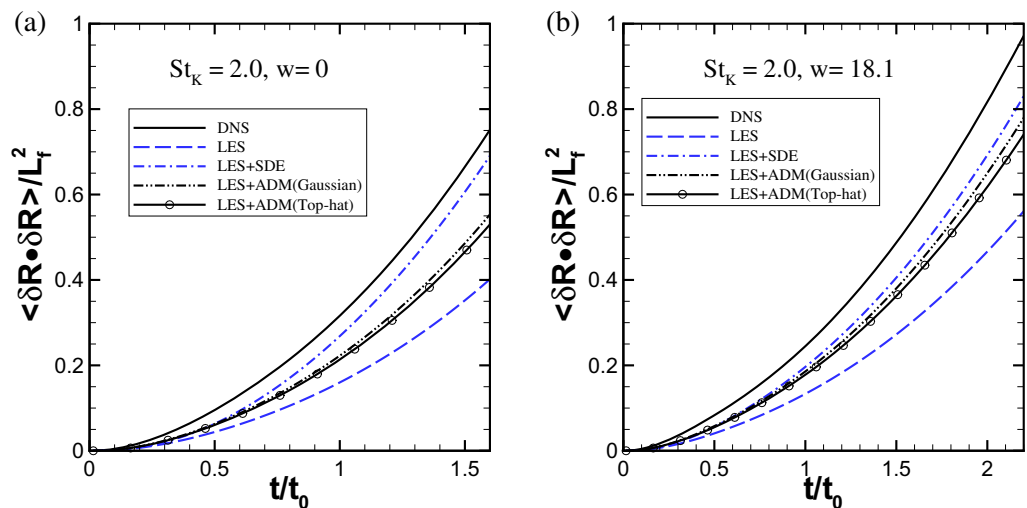 (a)
St_K = 2.0, w= 0
DNS
LES
LES+SDE
LES+ADM(Gaussian)
LES+ADM(Top-hat)
<δR•δR>/L_f^2
1
0.8
0.6
0.4
0.2
0
0 0.5 1 1.5
t/t_0
(b)
St_K = 2.0, w= 18.1
DNS
LES
LES+SDE
LES+ADM(Gaussian)
LES+ADM(Top-hat)
<δR•δR>/L_f^2
1
0.8
0.6
0.4
0.2
0
0 0.5 1 1.5 2
t/t_0